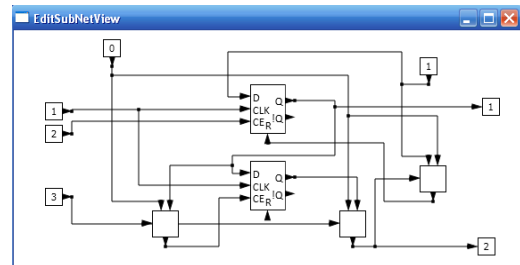 EditSubNetView
0
1
D Q
CLK
CE R !Q
1
1
2
D Q
CLK
CE R !Q
3
2